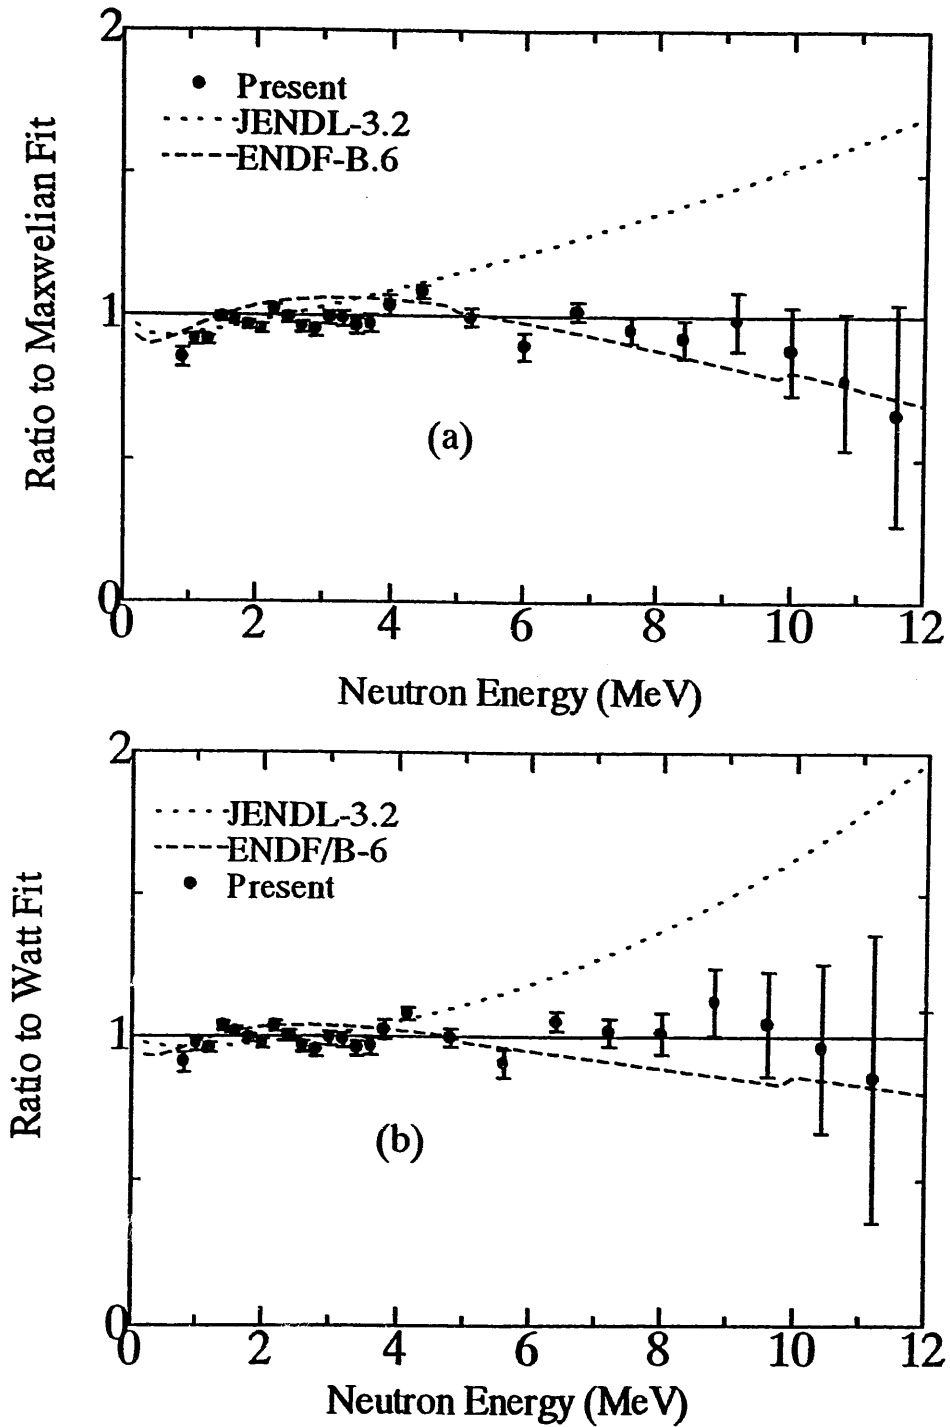 2
Present
JENDL-3.2
ENDF-B.6
Ratio to Maxwelian Fit
1
(a)
0
0 2 4 6 8 10 12
Neutron Energy (MeV)
2
JENDL-3.2
ENDF/B-6
Present
Ratio to Watt Fit
1
(b)
0
0 2 4 6 8 10 12
Neutron Energy (MeV)